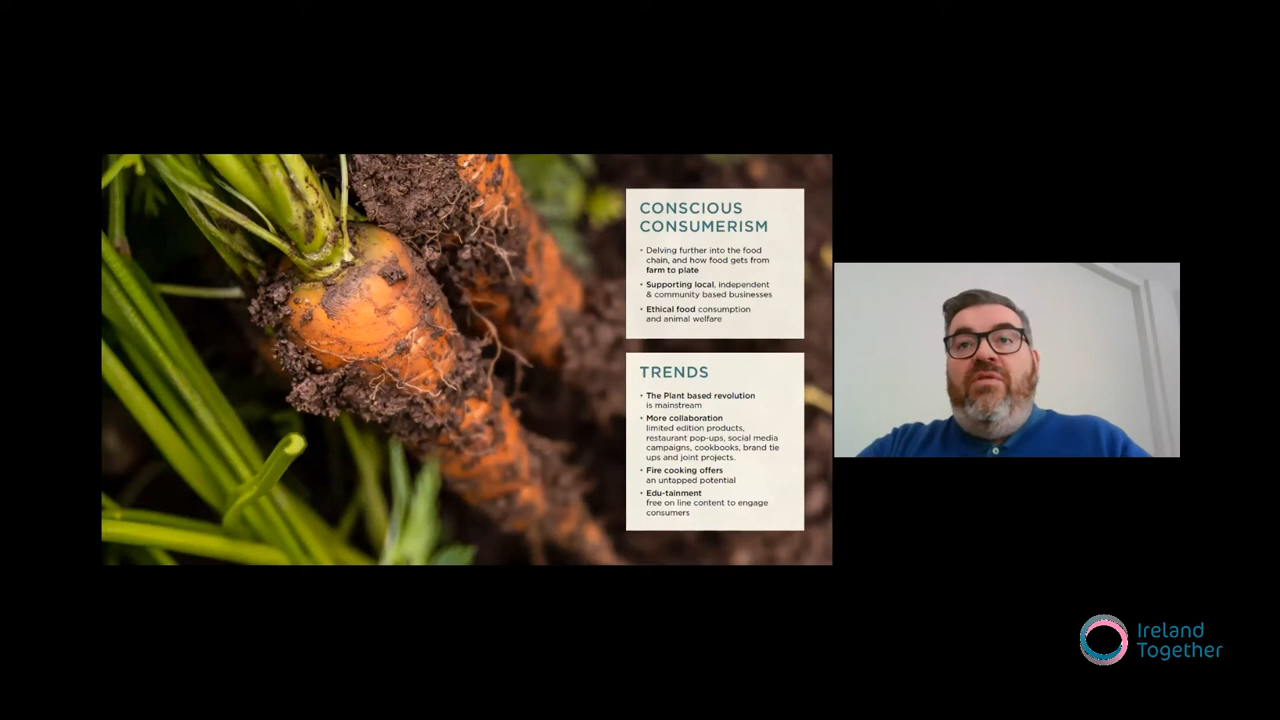 CONSCIOUS
CONSUMERISM
• Delving further into the food
chain, and how food gets from
farm to plate
• Supporting local, independent
& community based businesses
• Ethical food consumption
and animal welfare
TRENDS
• The Plant based revolution
is mainstream
• More collaboration
limited edition products,
restaurant pop-ups, social media
campaigns, cookbooks, brand tie
ups and joint projects.
• Fire cooking offers
an untapped potential
• Edu-tainment
free on line content to engage
consumers
Ireland
Together